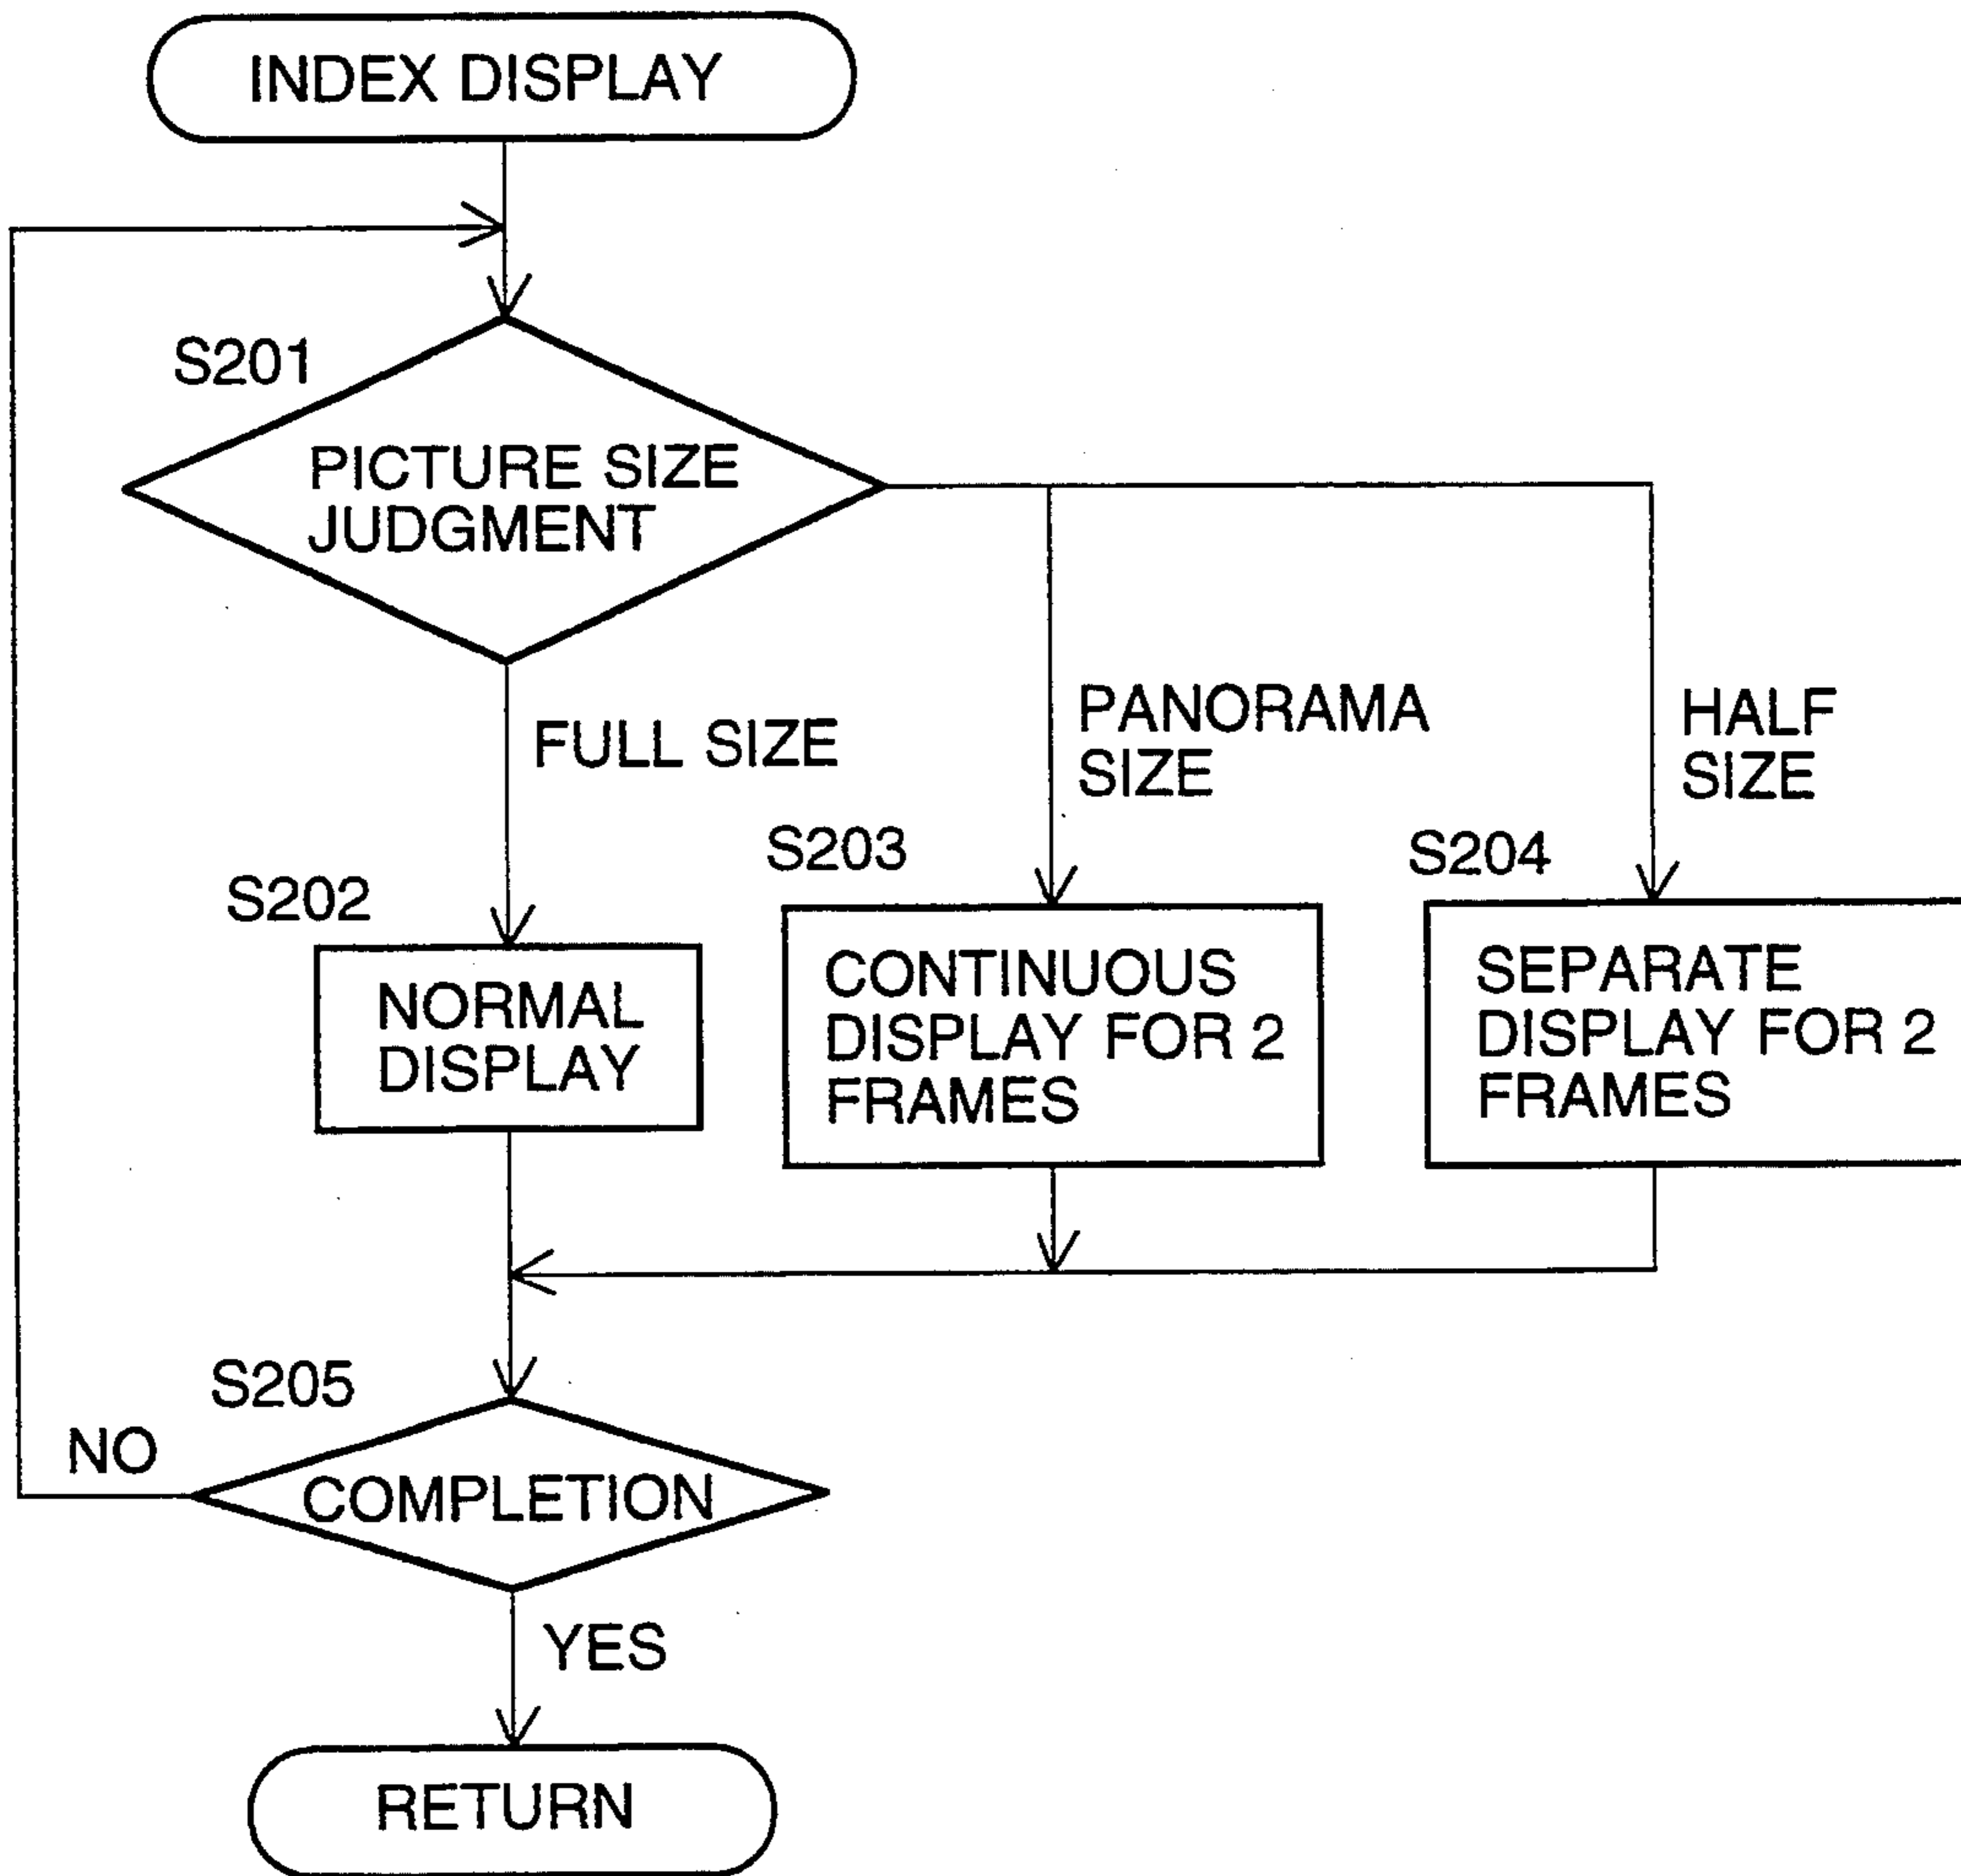 INDEX DISPLAY
S201
PICTURE SIZE
JUDGMENT
FULL SIZE
PANORAMA
SIZE
HALF
SIZE
S202
NORMAL
DISPLAY
S203
CONTINUOUS
DISPLAY FOR 2
FRAMES
S204
SEPARATE
DISPLAY FOR 2
FRAMES
S205
NO
COMPLETION
YES
RETURN